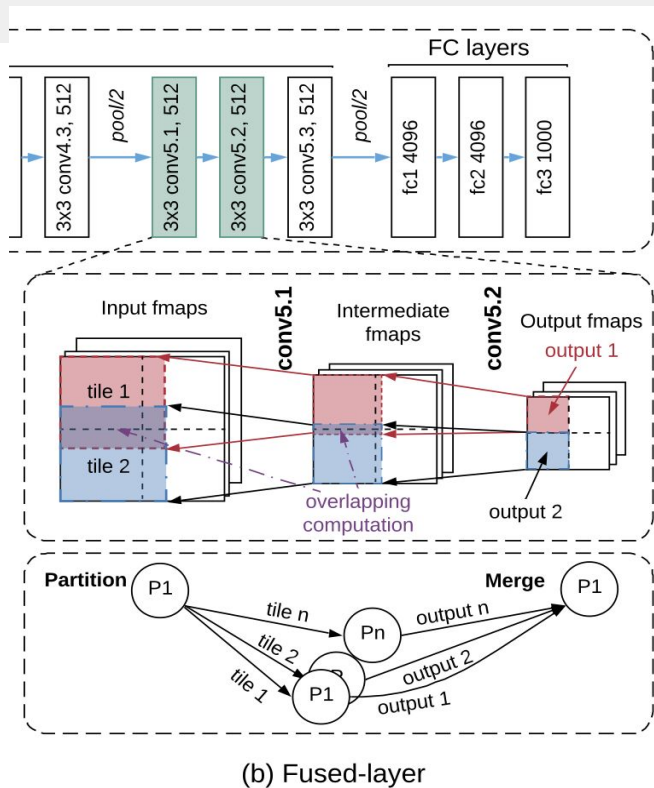 FC layers
3x3 conv4.3, 512
pool/2
3x3 conv5.1, 512
3x3 conv5.2, 512
3x3 conv5.3, 512
pool/2
fc1 4096
fc2 4096
fc3 1000
Input fmaps
conv5.1
Intermediate
fmaps
conv5.2
Output fmaps
output 1
tile 1
tile 2
overlapping
computation
output 2
Partition
P1
tile n
tile 2
tile 1
Pn
P1
output n
output 2
output 1
Merge
P1
(b) Fused-layer